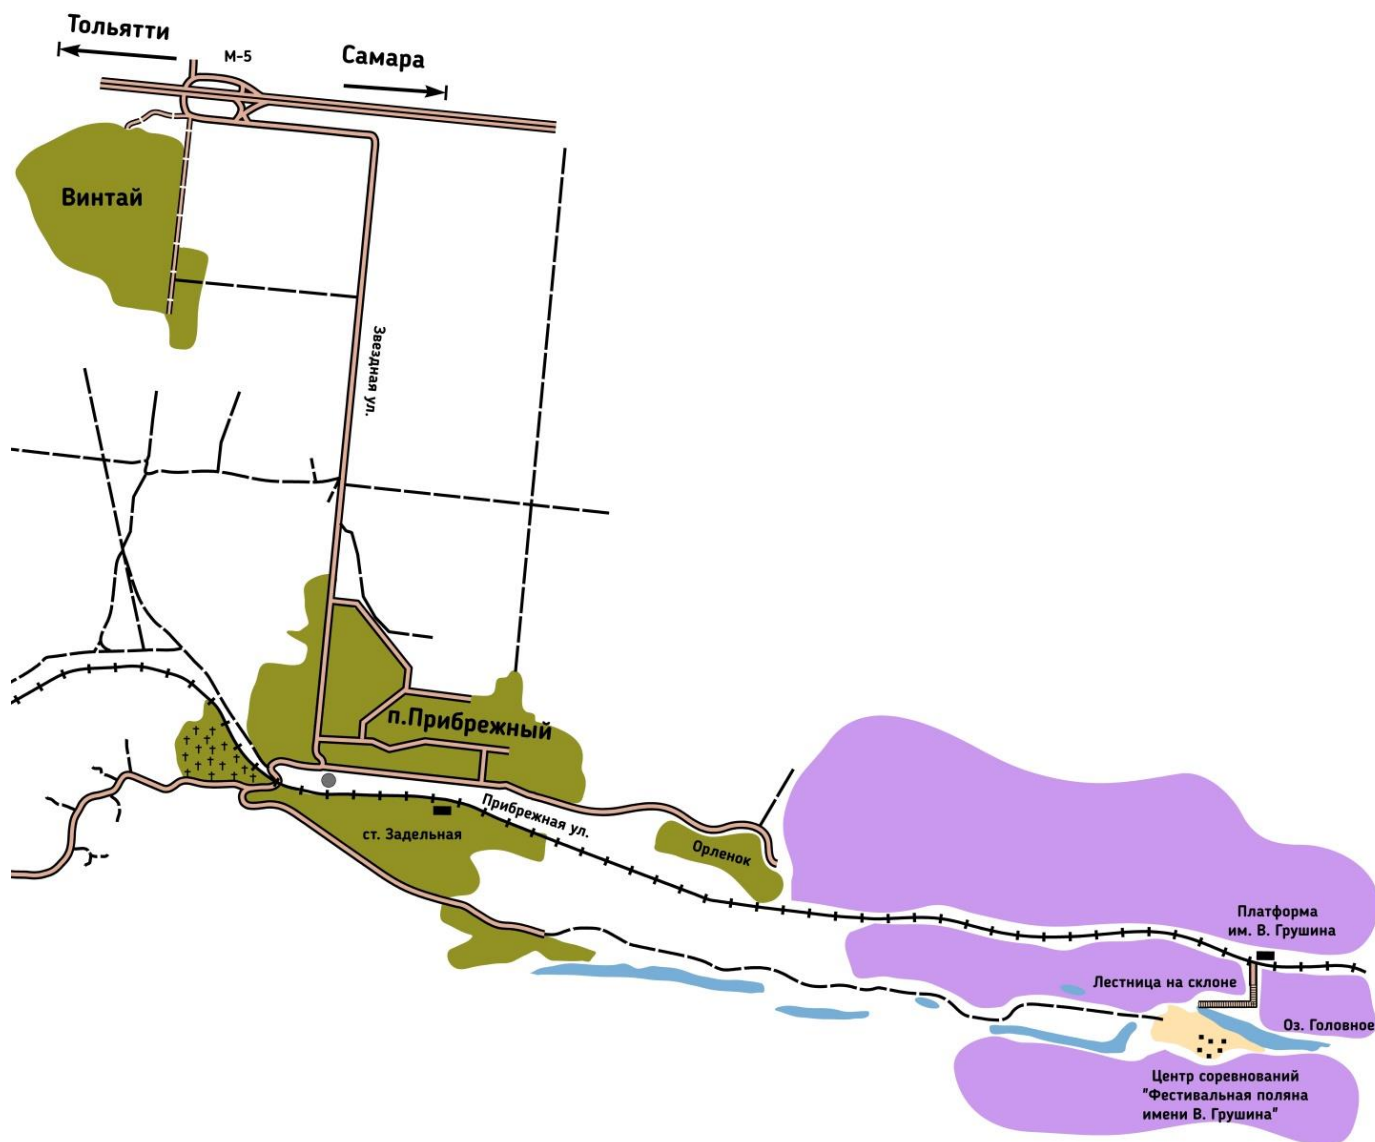 Тольятти
М-5
Самара
Винтай
Звездная ул.
п.Прибрежный
Прибрежная ул.
ст. Задельная
Орленок
Платформа
им. В. Грушина
Лестница на склоне
Оз. Головное
Центр соревнований
"Фестивальная поляна
имени В. Грушина"